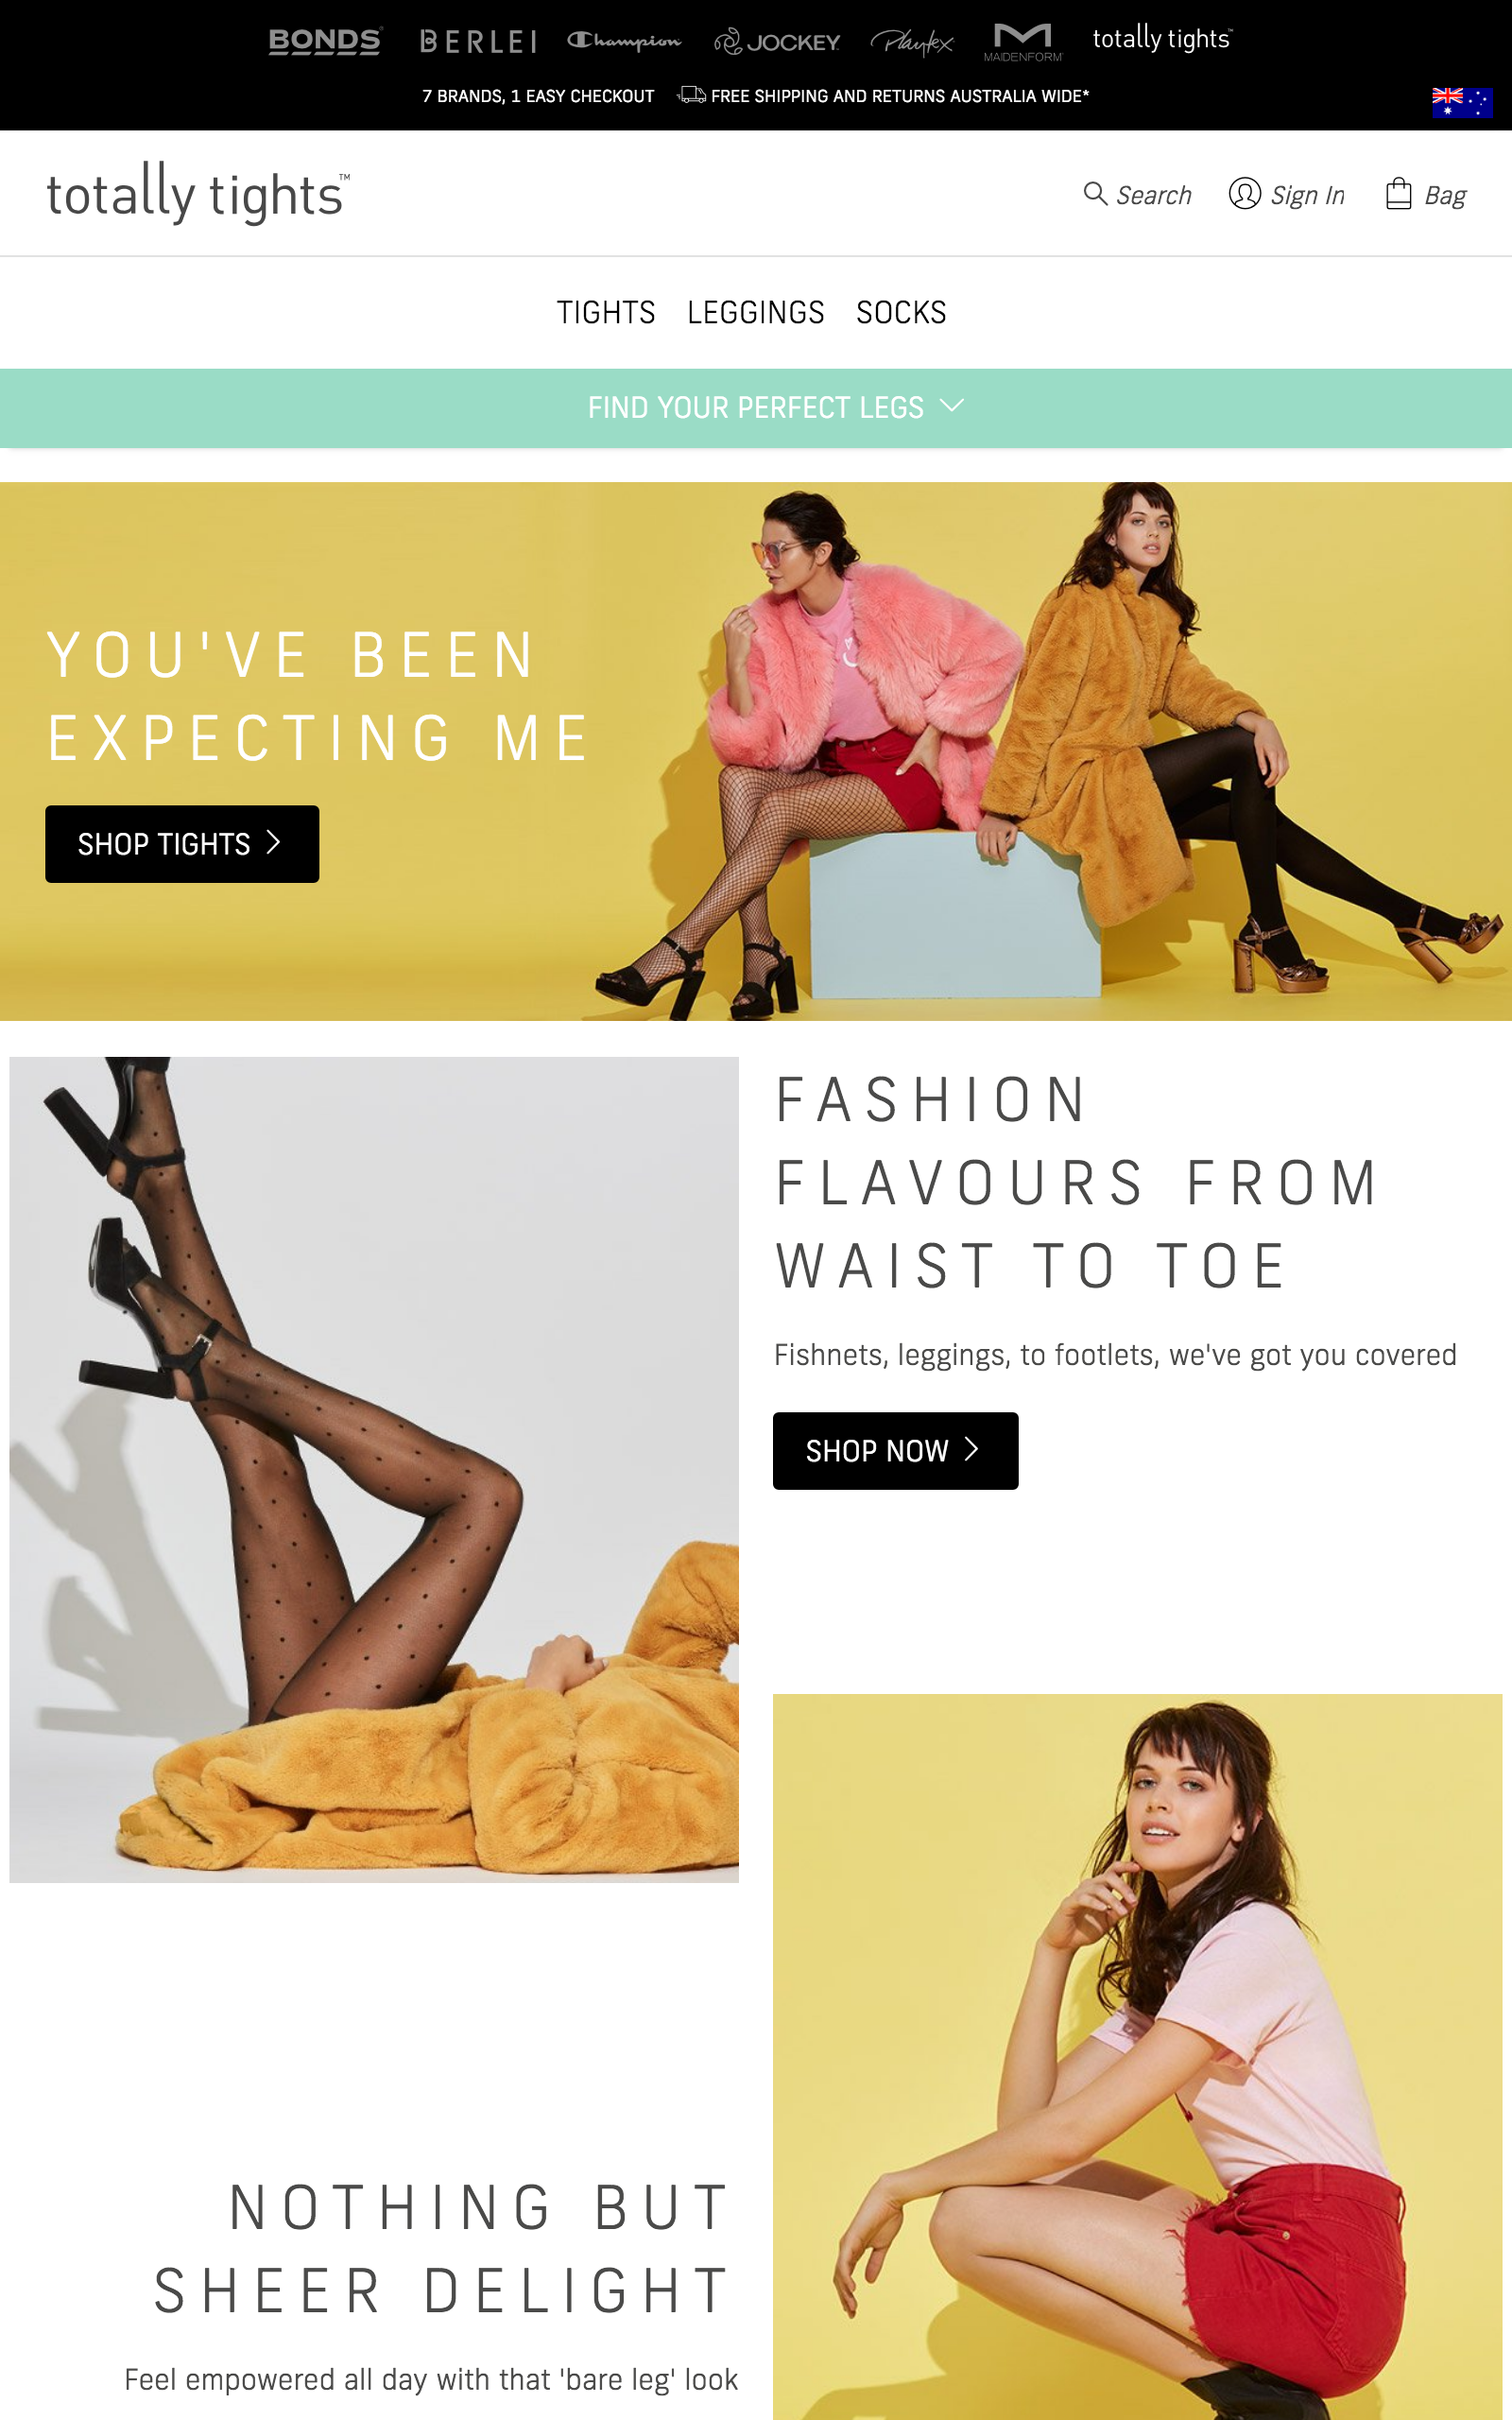 BONDS BERLEI Champion JOCKEY Playtex MAIDENFORM totally tights™
7 BRANDS, 1 EASY CHECKOUT FREE SHIPPING AND RETURNS AUSTRALIA WIDE*
totally tights™
Search Sign In Bag
TIGHTS LEGGINGS SOCKS
FIND YOUR PERFECT LEGS
YOU'VE BEEN
EXPECTING ME
SHOP TIGHTS
FASHION
FLAVOURS FROM
WAIST TO TOE
Fishnets, leggings, to footlets, we've got you covered
SHOP NOW
NOTHING BUT
SHEER DELIGHT
Feel empowered all day with that 'bare leg' look